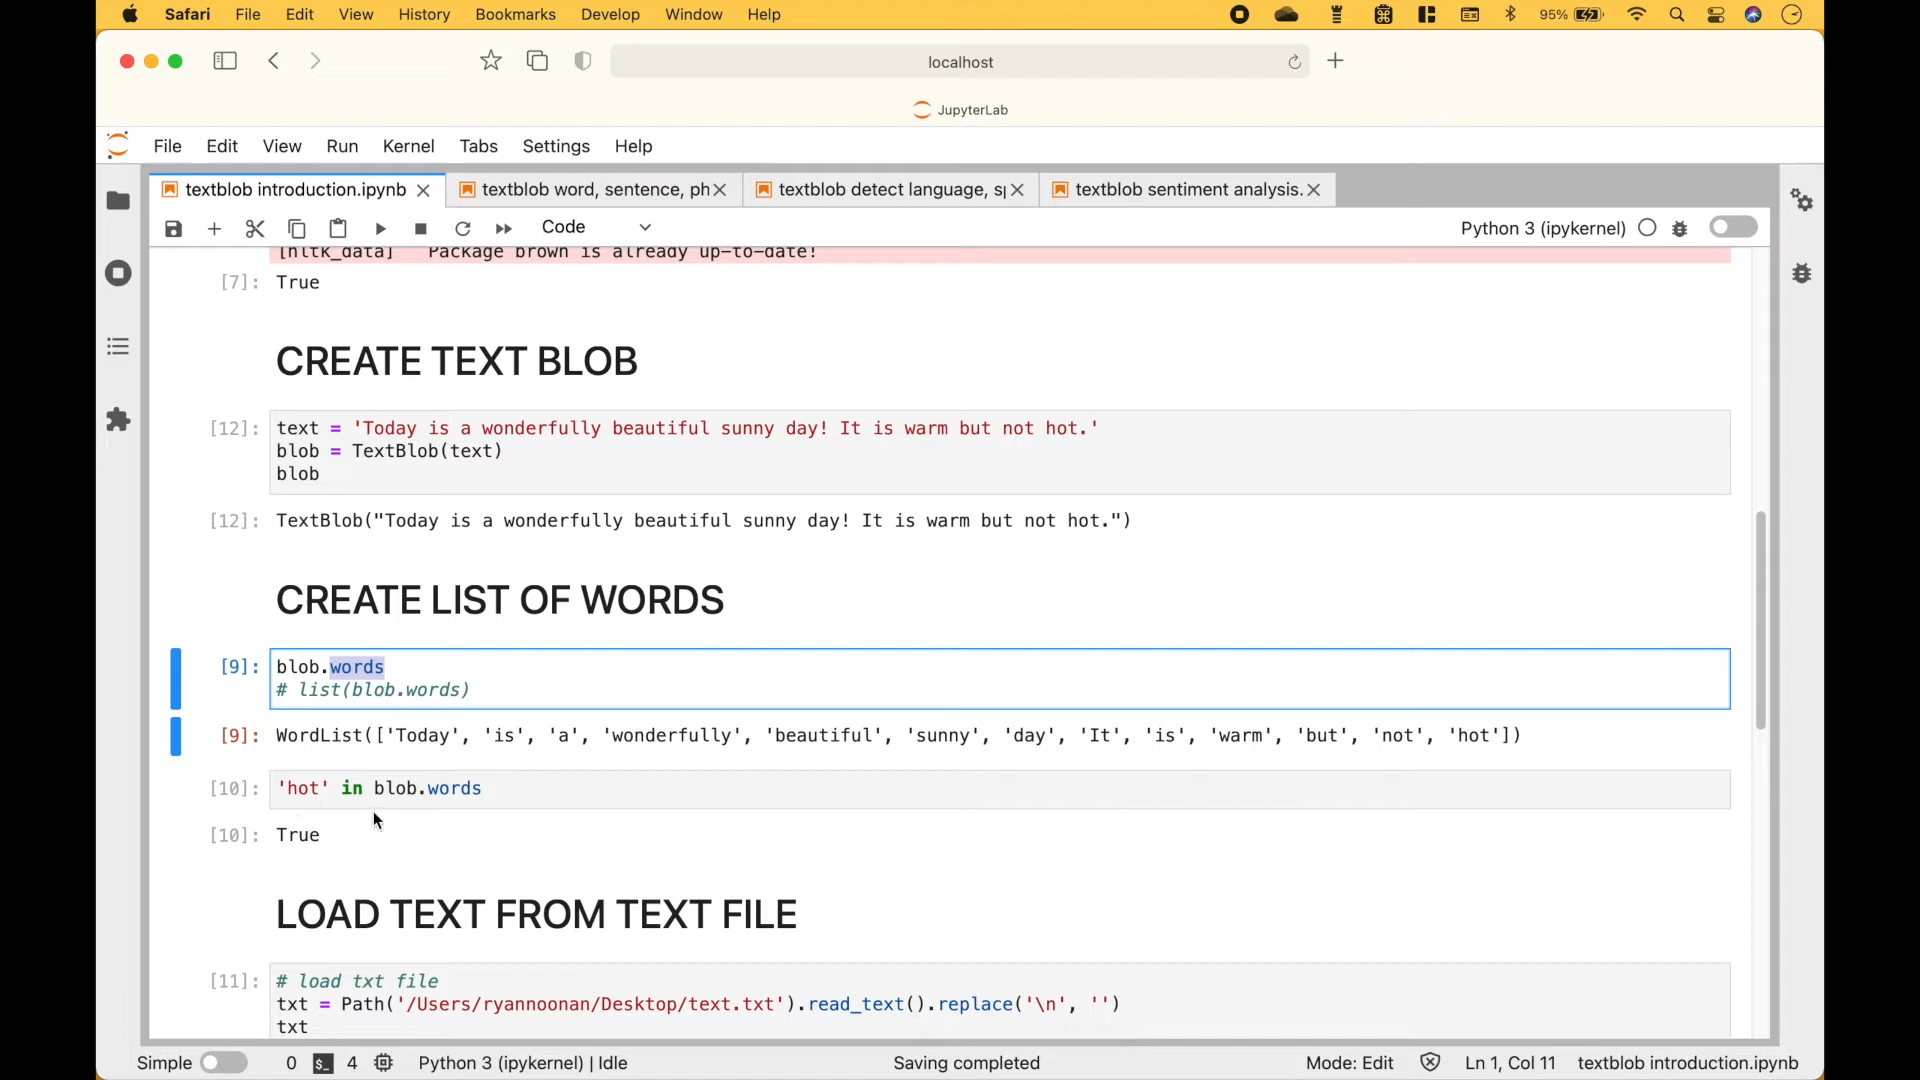 Safari File Edit View History Bookmarks Develop Window Help 95%
localhost
JupyterLab
File Edit View Run Kernel Tabs Settings Help
textblob introduction.ipynb textblob word, sentence, ph textblob detect language, sp textblob sentiment analysis.
Code Python 3 (ipykernel)
[nltk_data] Package brown is already up-to-date!
[7]: True
CREATE TEXT BLOB
[12]: text = 'Today is a wonderfully beautiful sunny day! It is warm but not hot.'
blob = TextBlob(text)
blob
[12]: TextBlob("Today is a wonderfully beautiful sunny day! It is warm but not hot.")
CREATE LIST OF WORDS
[9]: blob.words
# list(blob.words)
[9]: WordList(['Today', 'is', 'a', 'wonderfully', 'beautiful', 'sunny', 'day', 'It', 'is', 'warm', 'but', 'not', 'hot'])
[10]: 'hot' in blob.words
[10]: True
LOAD TEXT FROM TEXT FILE
[11]: # load txt file
txt = Path('/Users/ryannoonan/Desktop/text.txt').read_text().replace('\n', '')
txt
Simple 0 $_ 4 Python 3 (ipykernel) | Idle Saving completed Mode: Edit Ln 1, Col 11 textblob introduction.ipynb